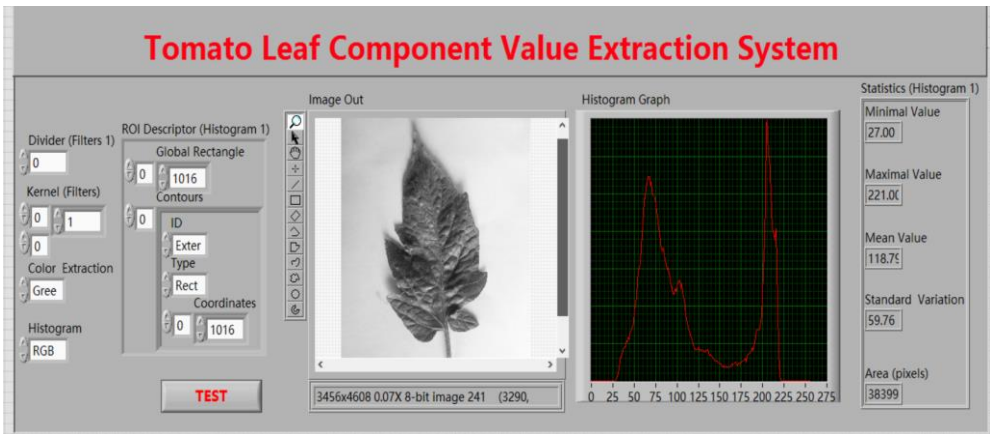 Tomato Leaf Component Value Extraction System
Divider (Filters 1)
0
Kernel (Filters)
0
1
0
Color Extraction
Gree
Histogram
RGB
ROI Descriptor (Histogram 1)
Global Rectangle
0
1016
Contours
0
ID
Exter
Type
Rect
Coordinates
0
1016
TEST
Image Out
3456x4608 0.07X 8-bit image 241 (3290,
Histogram Graph
0 25 50 75 100 125 150 175 200 225 250 275
Statistics (Histogram 1)
Minimal Value
27.00
Maximal Value
221.0(
Mean Value
118.79
Standard Variation
59.76
Area (pixels)
38399